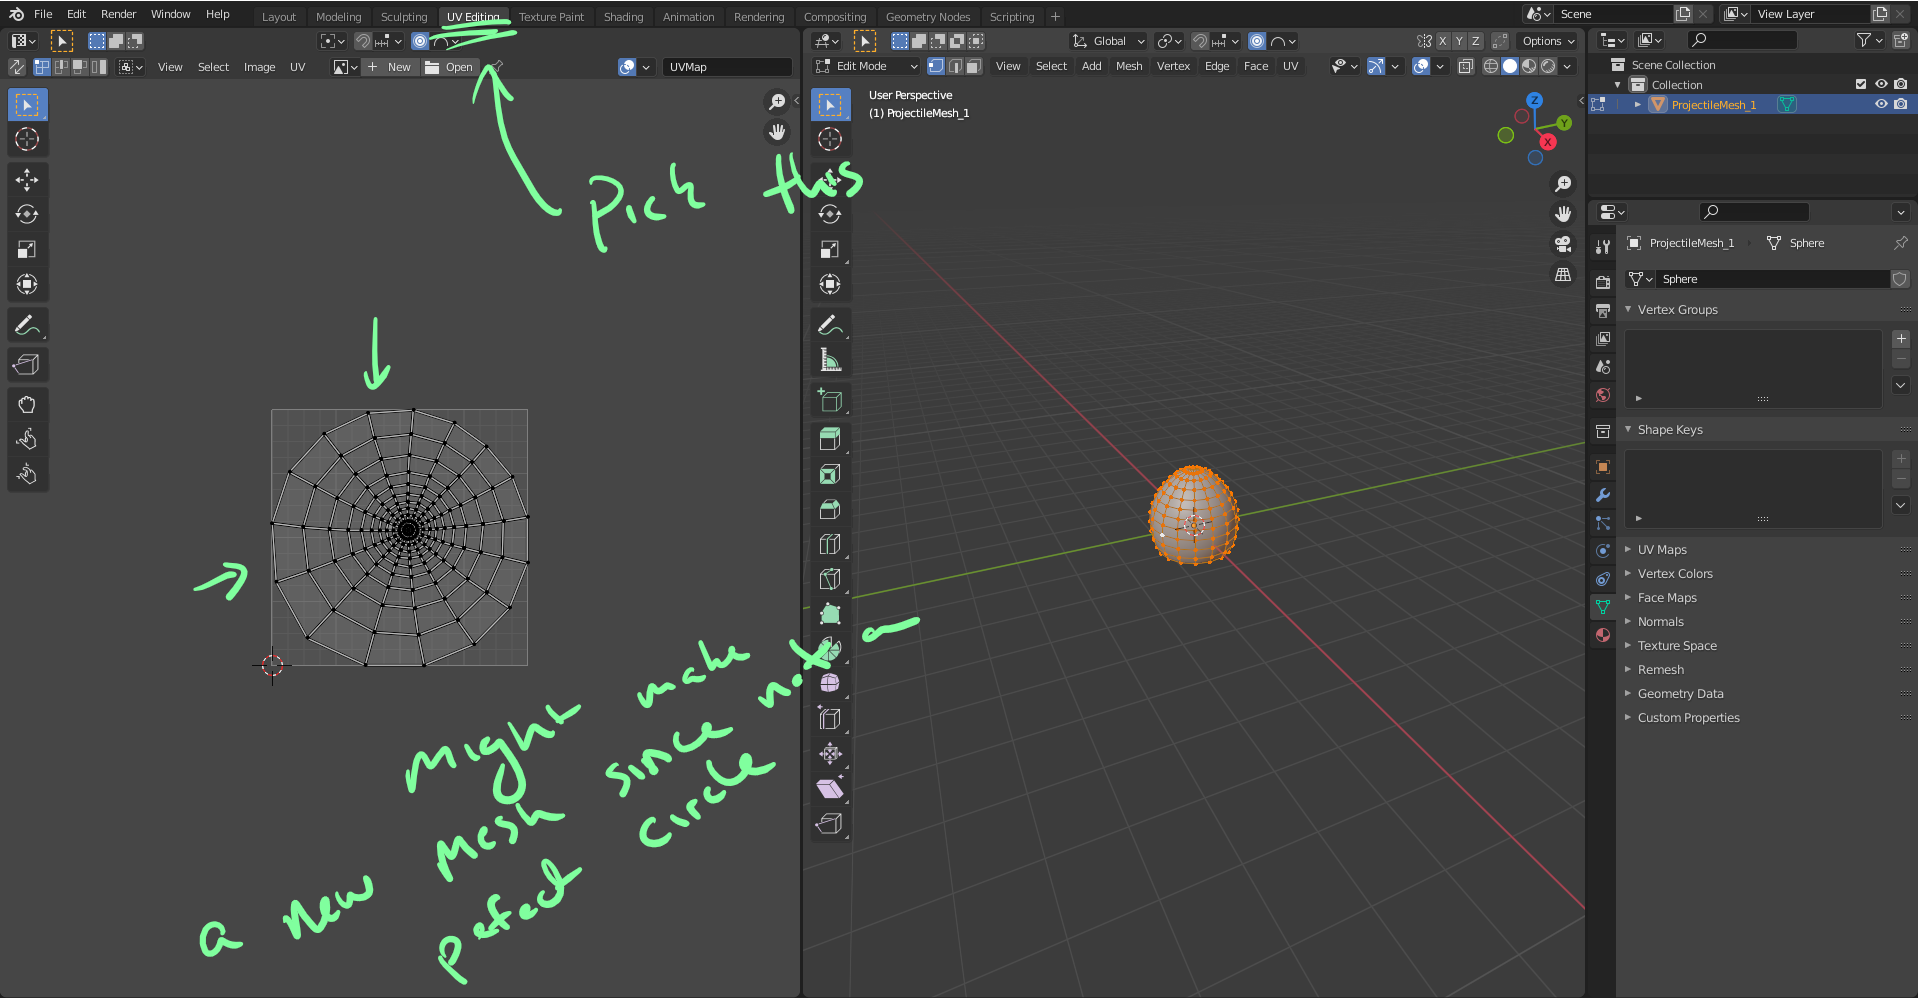 File Edit Render Window Help Layout Modeling Sculpting UV Editing Texture Paint Shading Animation Rendering Compositing Geometry Nodes Scripting + Scene View Layer
Global X Y Z Options
View Select Image UV + New Open UVMap
Edit Mode View Select Add Mesh Vertex Edge Face UV
User Perspective
(1) ProjectileMesh_1
Z
Y
X
Pick this
might make
a new mesh since not a
pefect circle
Scene Collection
Collection
ProjectileMesh_1
ProjectileMesh_1 Sphere
Sphere
Vertex Groups
Shape Keys
UV Maps
Vertex Colors
Face Maps
Normals
Texture Space
Remesh
Geometry Data
Custom Properties